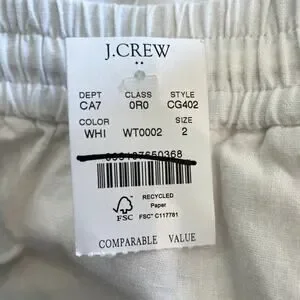 J.CREW
DEPT CLASS STYLE
CA7 0R0 CG402
COLOR SIZE
WHI WT0002 2
RECYCLED
Paper
FSC
FSC® C117781
COMPARABLE VALUE